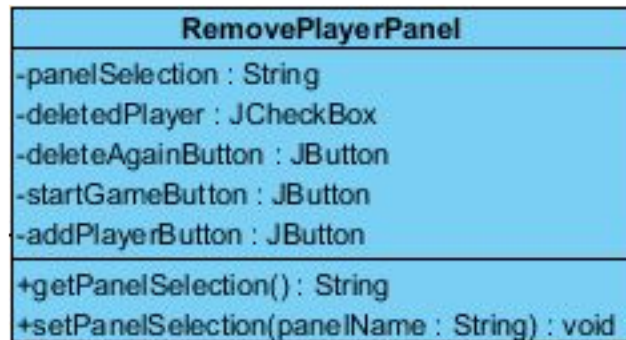 RemovePlayerPanel
-panelSelection : String
-deletedPlayer : JCheckBox
-deleteAgainButton : JButton
-startGameButton : JButton
-addPlayerButton : JButton
+getPanelSelection() : String
+setPanelSelection(panelName : String) : void